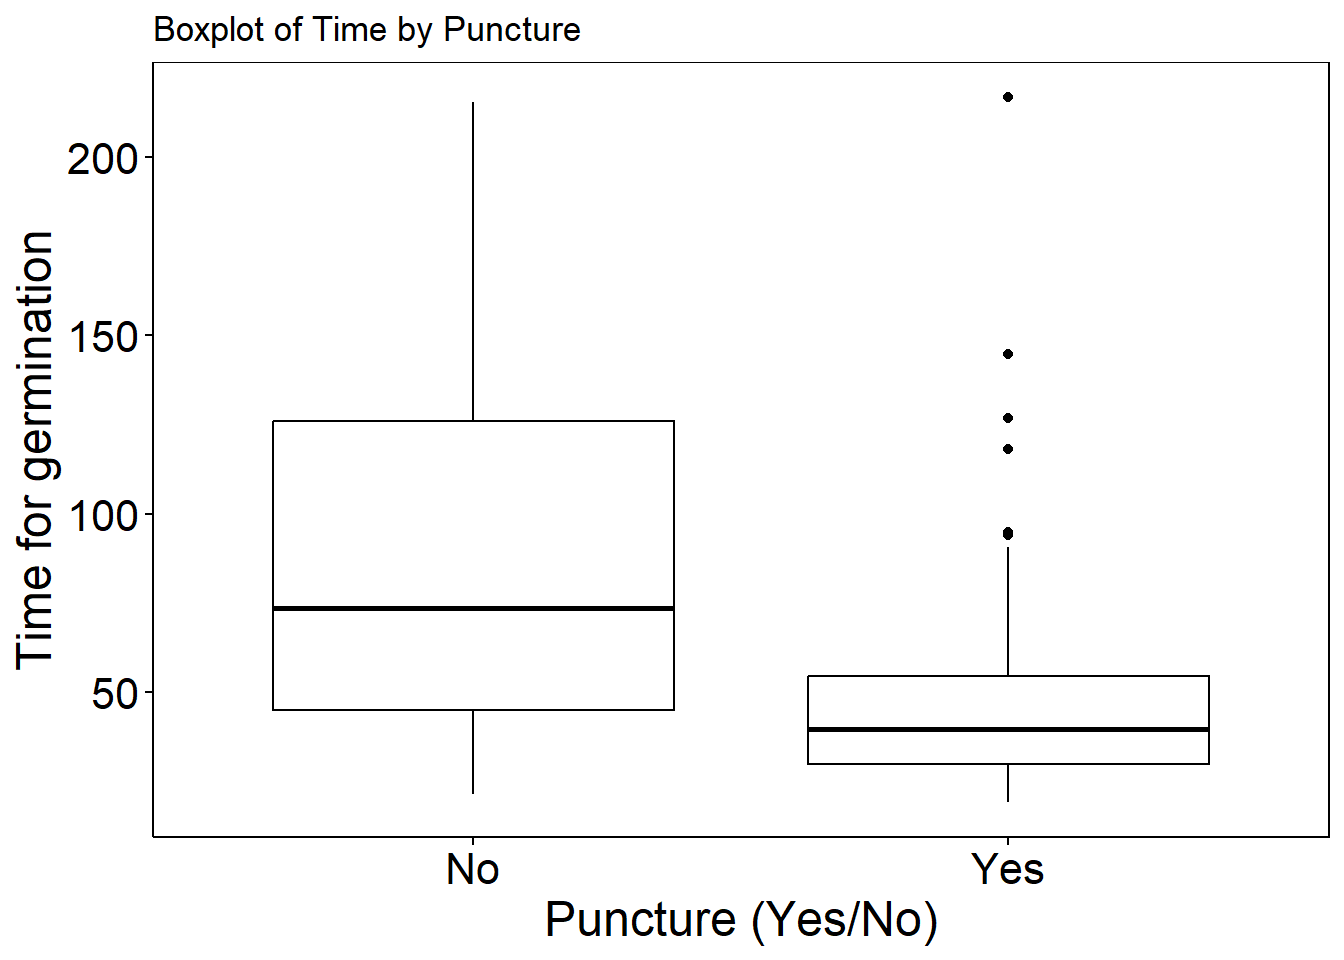 Boxplot of Time by Puncture
Time for germination
200
150
100
50
No
Yes
Puncture (Yes/No)